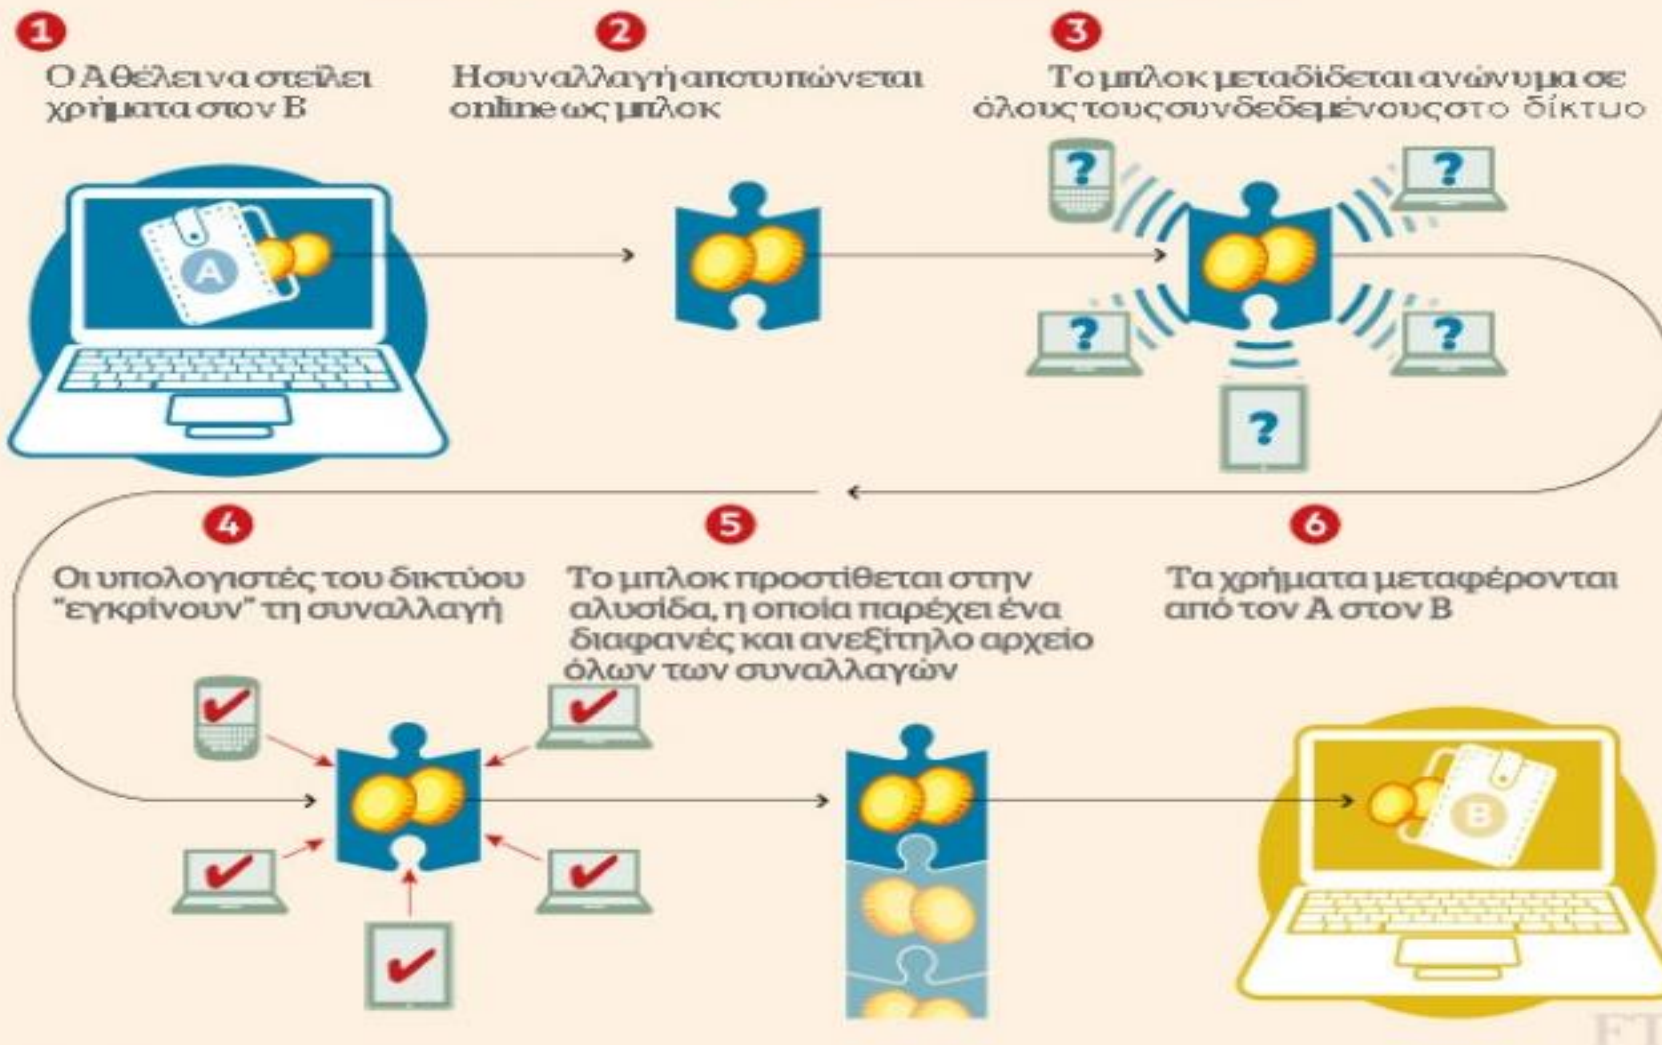 1
Ο Α θέλει να στείλει
χρήματα στον Β
2
Η συναλλαγή αποτυπώνεται
online ως μπλοκ
3
Το μπλοκ μεταδίδεται ανώνυμα σε
όλους τους συνδεδεμένους στο δίκτυο
A
?
?
?
?
?
4
Οι υπολογιστές του δικτύου
"εγκρίνουν" τη συναλλαγή
5
Το μπλοκ προστίθεται στην
αλυσίδα, η οποία παρέχει ένα
διαφανές και ανεξίτηλο αρχείο
όλων των συναλλαγών
6
Τα χρήματα μεταφέρονται
από τον Α στον Β
B
FT